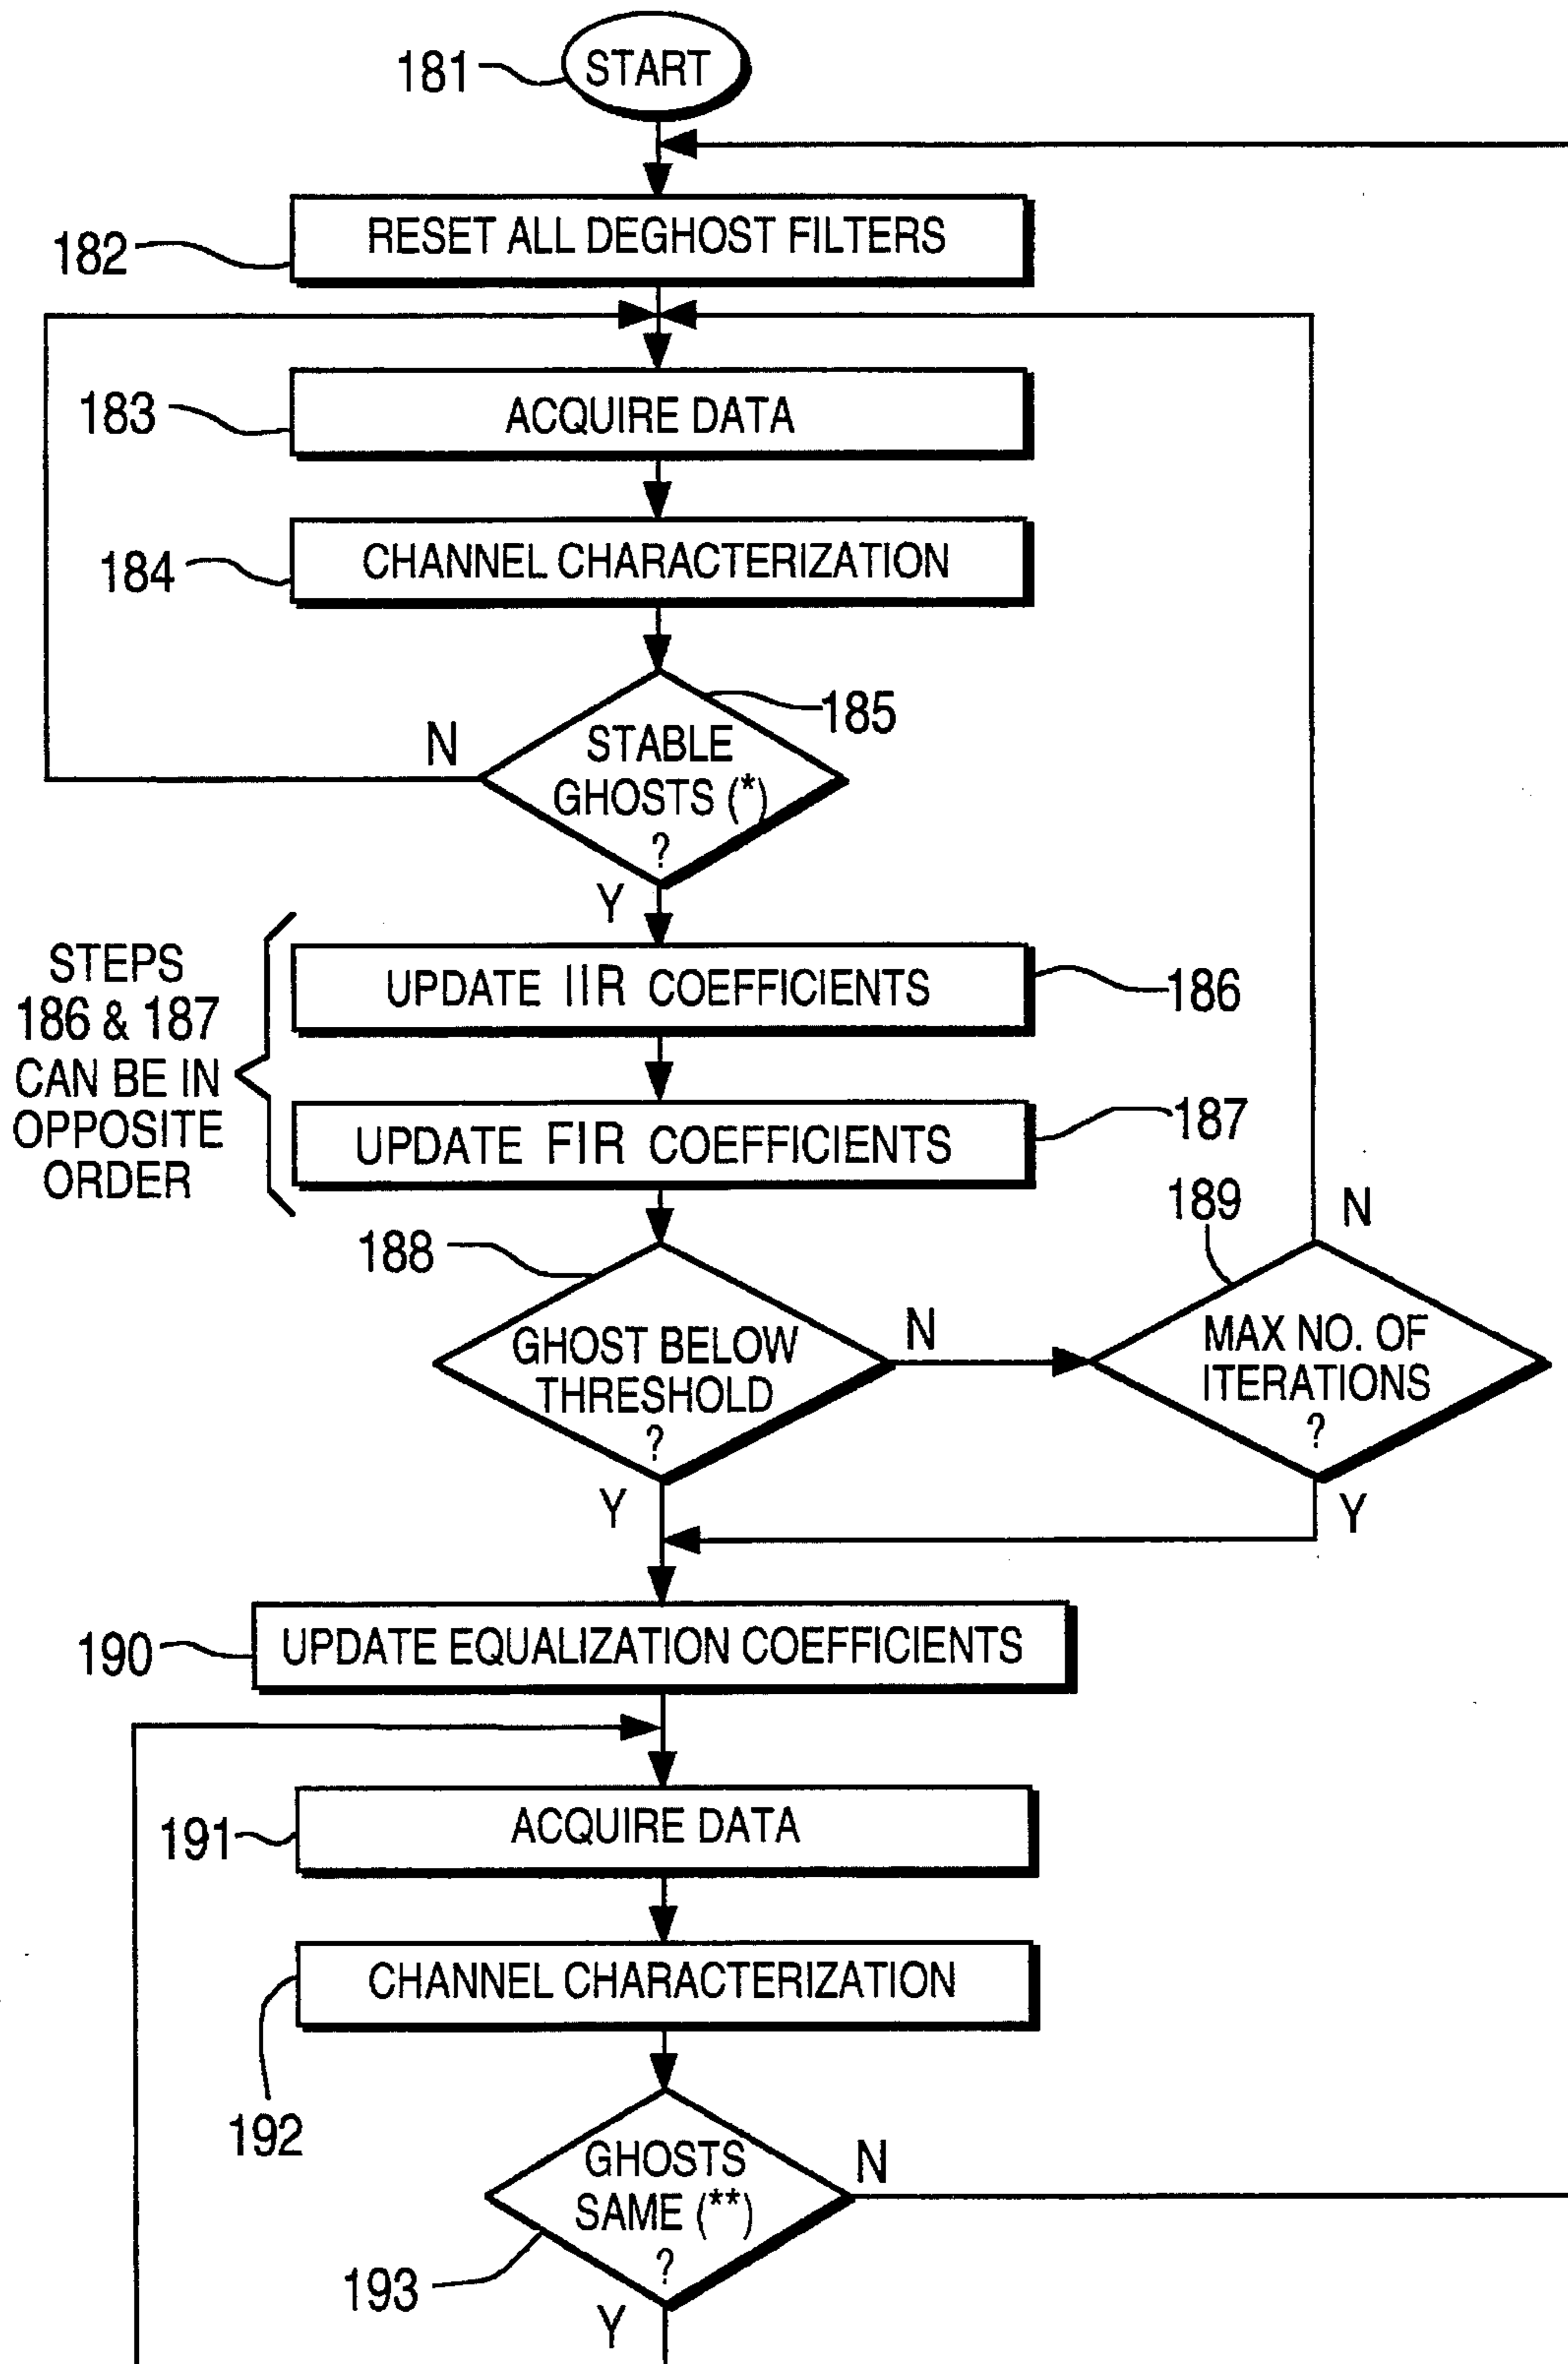 181
START
182
RESET ALL DEGHOST FILTERS
183
ACQUIRE DATA
184
CHANNEL CHARACTERIZATION
185
N
STABLE
GHOSTS (*)
?
Y
STEPS
186 & 187
CAN BE IN
OPPOSITE
ORDER
UPDATE IIR COEFFICIENTS
186
UPDATE FIR COEFFICIENTS
187
188
GHOST BELOW
THRESHOLD
?
N
Y
189
N
MAX NO. OF
ITERATIONS
?
Y
190
UPDATE EQUALIZATION COEFFICIENTS
191
ACQUIRE DATA
192
CHANNEL CHARACTERIZATION
GHOSTS
SAME (**)
?
N
193
Y